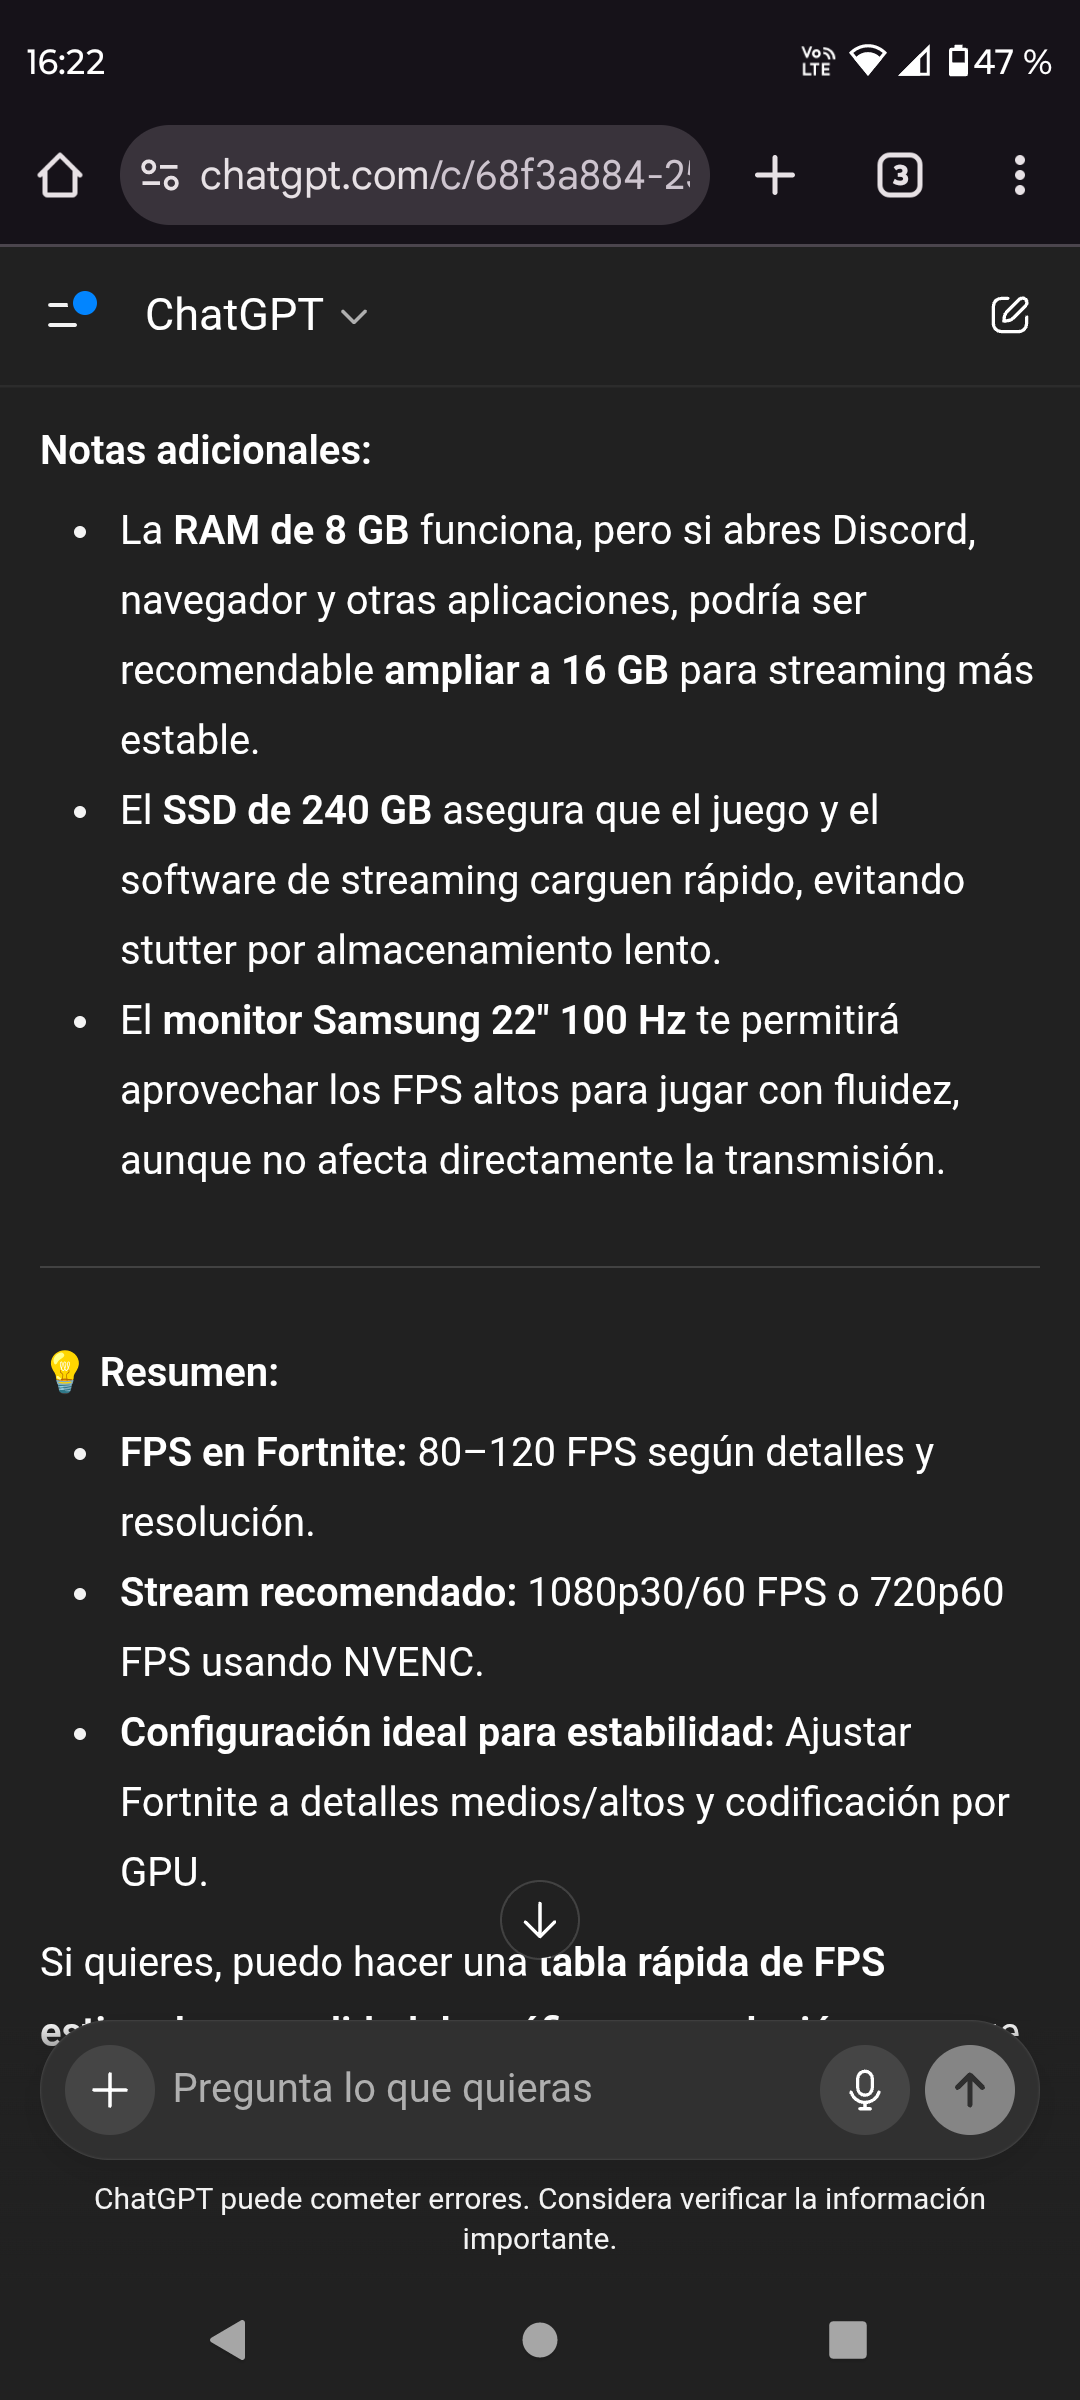 16:22
Vo LTE
47 %
chatgpt.com/c/68f3a884-2
3
ChatGPT
Notas adicionales:
• La RAM de 8 GB funciona, pero si abres Discord,
navegador y otras aplicaciones, podría ser
recomendable ampliar a 16 GB para streaming más
estable.
• El SSD de 240 GB asegura que el juego y el
software de streaming carguen rápido, evitando
stutter por almacenamiento lento.
• El monitor Samsung 22" 100 Hz te permitirá
aprovechar los FPS altos para jugar con fluidez,
aunque no afecta directamente la transmisión.
💡 Resumen:
• FPS en Fortnite: 80–120 FPS según detalles y
resolución.
• Stream recomendado: 1080p30/60 FPS o 720p60
FPS usando NVENC.
• Configuración ideal para estabilidad: Ajustar
Fortnite a detalles medios/altos y codificación por
GPU.
Si quieres, puedo hacer una tabla rápida de FPS
Pregunta lo que quieras
ChatGPT puede cometer errores. Considera verificar la información
importante.